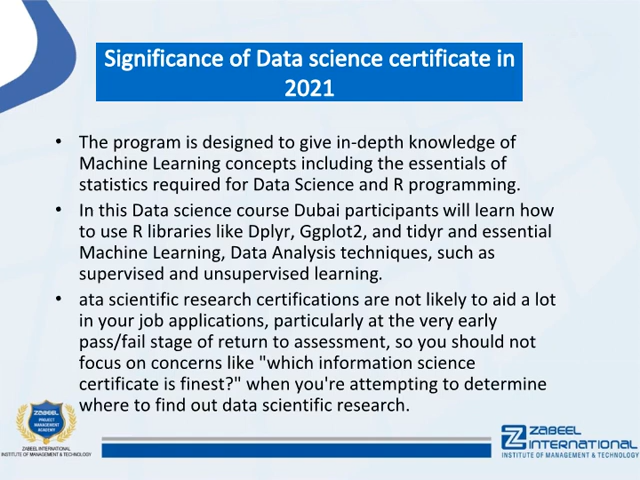 Significance of Data science certificate in
2021
• The program is designed to give in-depth knowledge of
Machine Learning concepts including the essentials of
statistics required for Data Science and R programming.
• In this Data science course Dubai participants will learn how
to use R libraries like Dplyr, Ggplot2, and tidyr and essential
Machine Learning, Data Analysis techniques, such as
supervised and unsupervised learning.
• ata scientific research certifications are not likely to aid a lot
in your job applications, particularly at the very early
pass/fail stage of return to assessment, so you should not
focus on concerns like "which information science
certificate is finest?" when you're attempting to determine
where to find out data scientific research.
ZABEEL
PROJECT
MANAGEMENT
ACADEMY
ZABEEL INTERNATIONAL
INSTITUTE OF MANAGEMENT & TECHNOLOGY
ZABEEL
INTERNATIONAL
INSTITUTE OF MANAGEMENT & TECHNOLOGY